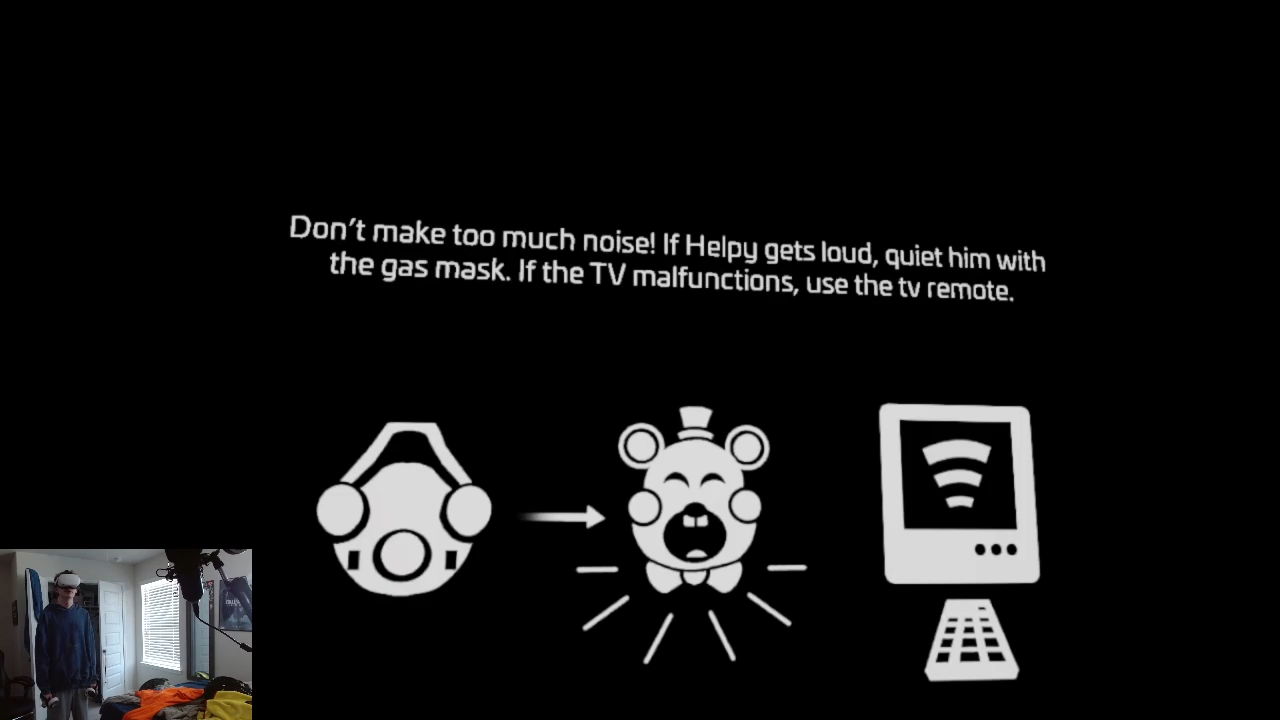 Don't make too much noise! If Helpy gets loud, quiet him with
the gas mask. If the TV malfunctions, use the tv remote.